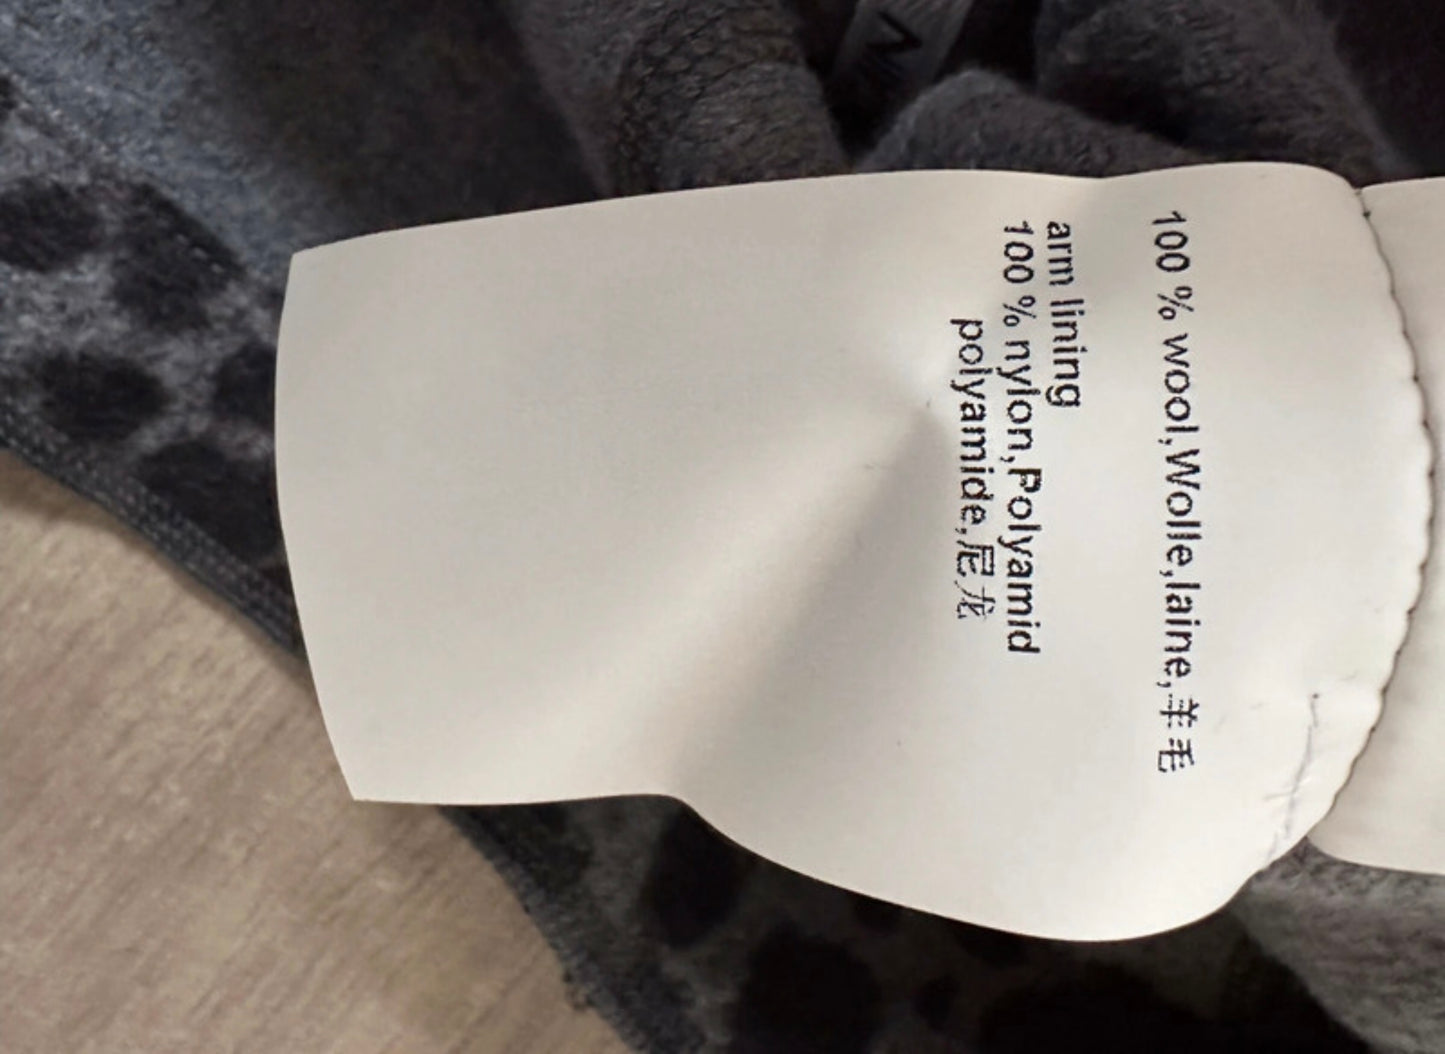 100 % wool,Wolle,laine,羊毛
arm lining
100 % nylon,Polyamid
polyamide,尼龙